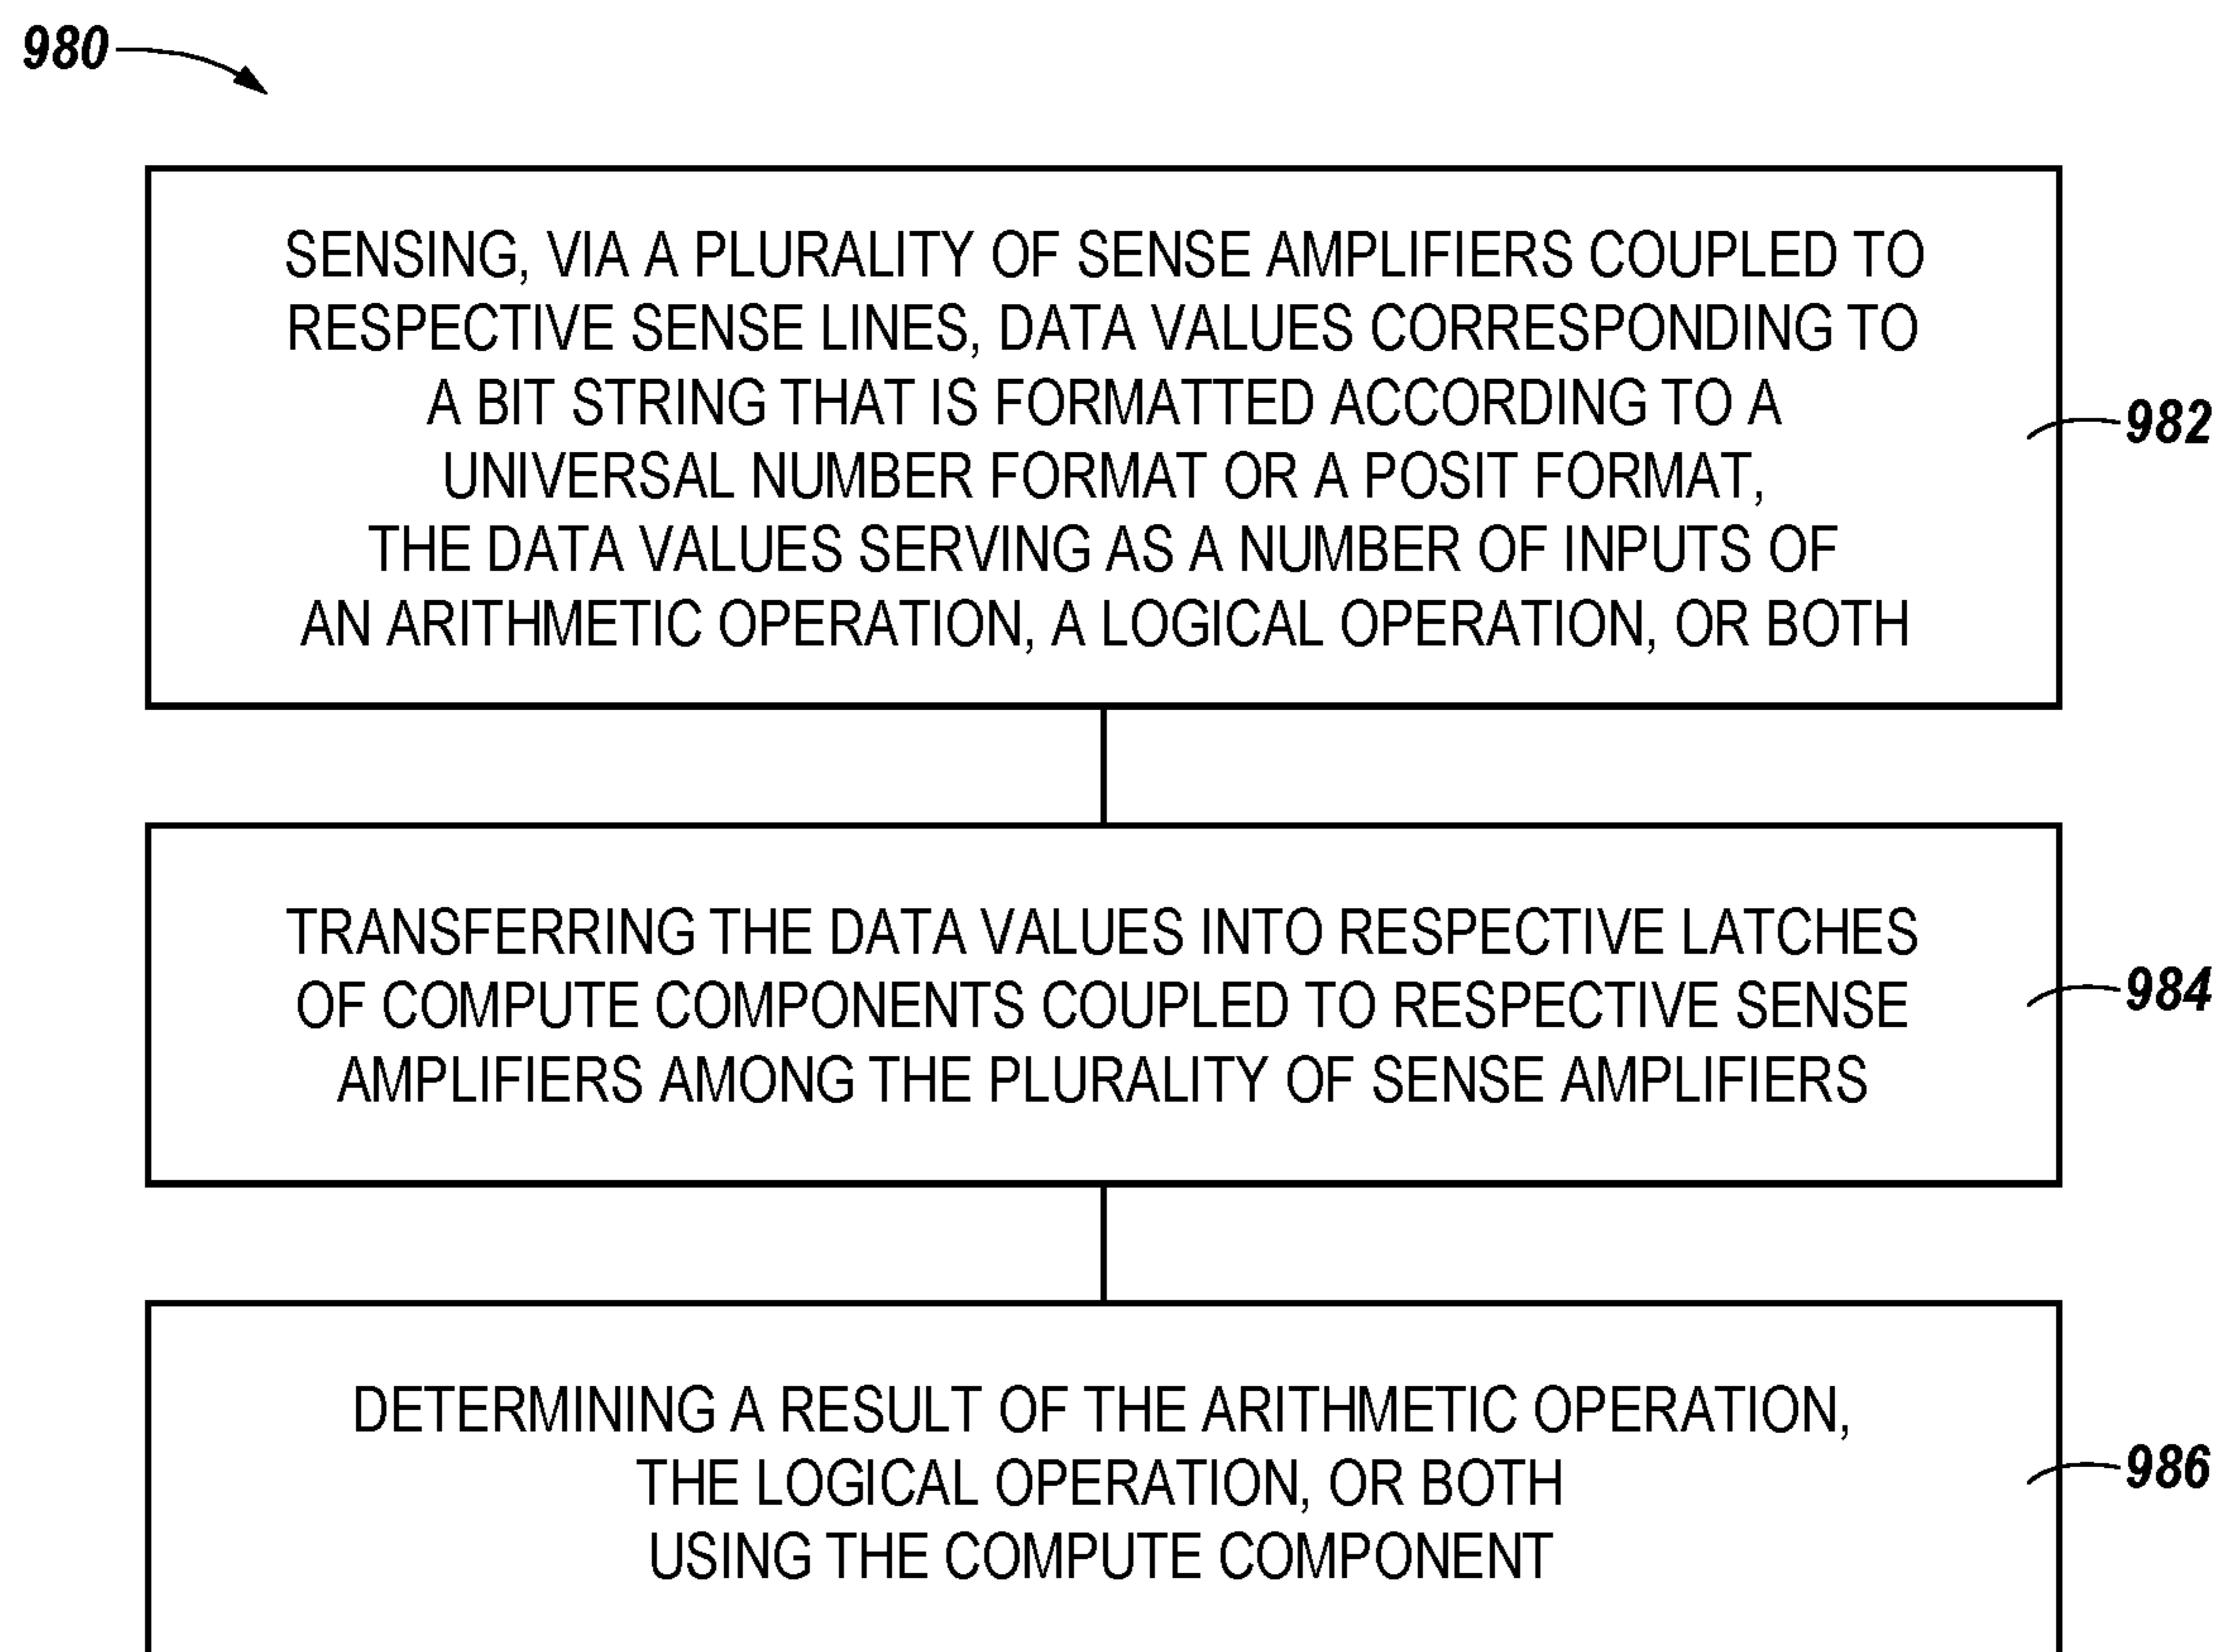 980
SENSING, VIA A PLURALITY OF SENSE AMPLIFIERS COUPLED TO
RESPECTIVE SENSE LINES, DATA VALUES CORRESPONDING TO
A BIT STRING THAT IS FORMATTED ACCORDING TO A
UNIVERSAL NUMBER FORMAT OR A POSIT FORMAT,
THE DATA VALUES SERVING AS A NUMBER OF INPUTS OF
AN ARITHMETIC OPERATION, A LOGICAL OPERATION, OR BOTH
982
TRANSFERRING THE DATA VALUES INTO RESPECTIVE LATCHES
OF COMPUTE COMPONENTS COUPLED TO RESPECTIVE SENSE
AMPLIFIERS AMONG THE PLURALITY OF SENSE AMPLIFIERS
984
DETERMINING A RESULT OF THE ARITHMETIC OPERATION,
THE LOGICAL OPERATION, OR BOTH
USING THE COMPUTE COMPONENT
986